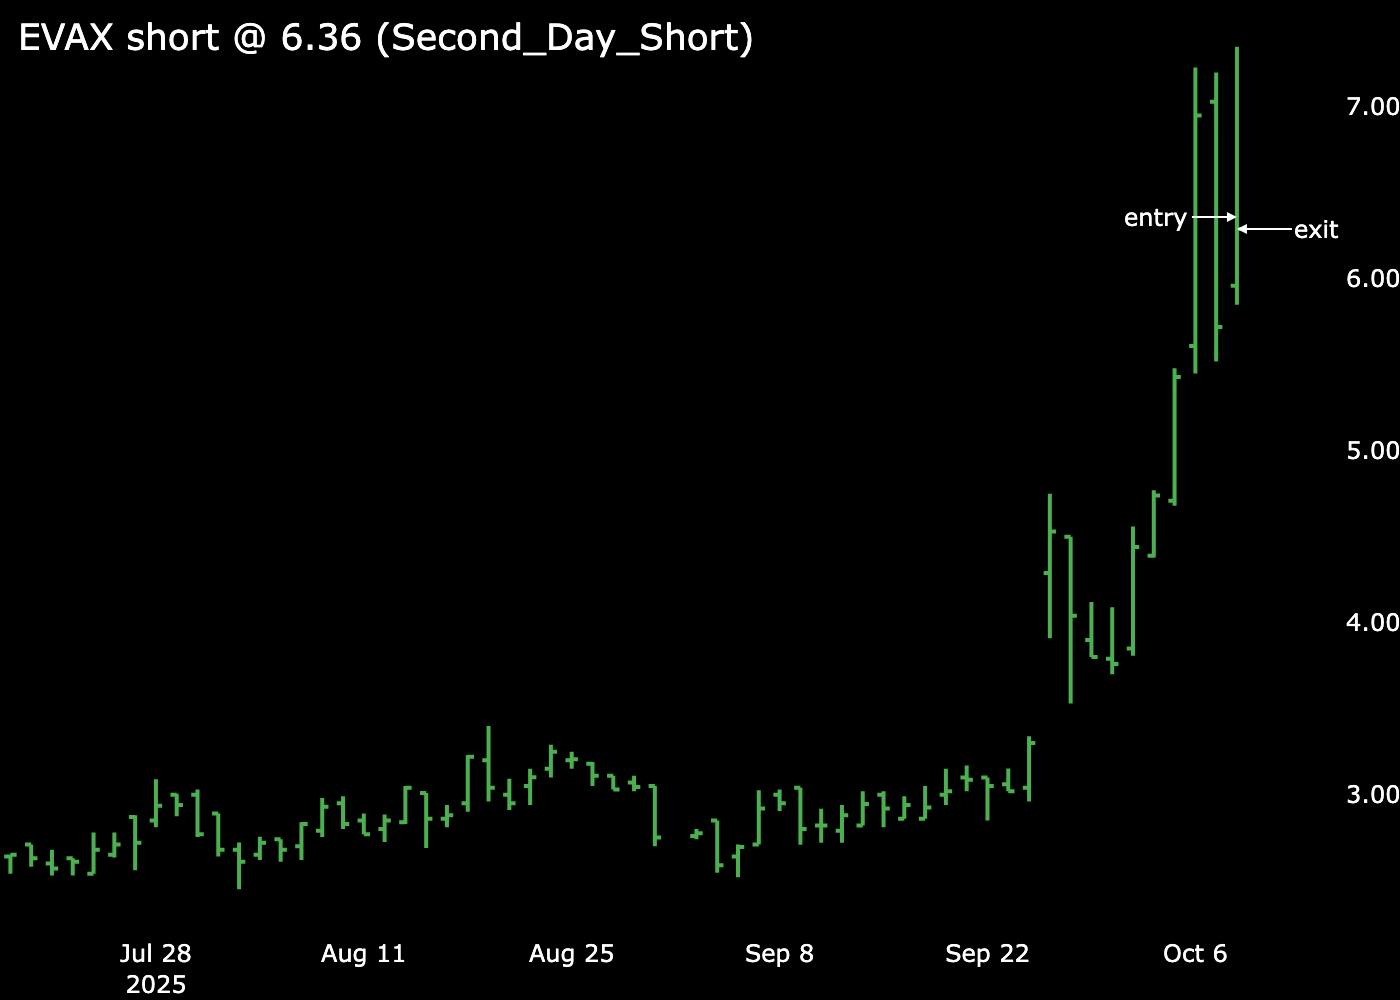 EVAX short @ 6.36 (Second_Day_Short)
7.00
entry
exit
6.00
5.00
4.00
3.00
Jul 28 Aug 11 Aug 25 Sep 8 Sep 22 Oct 6
2025